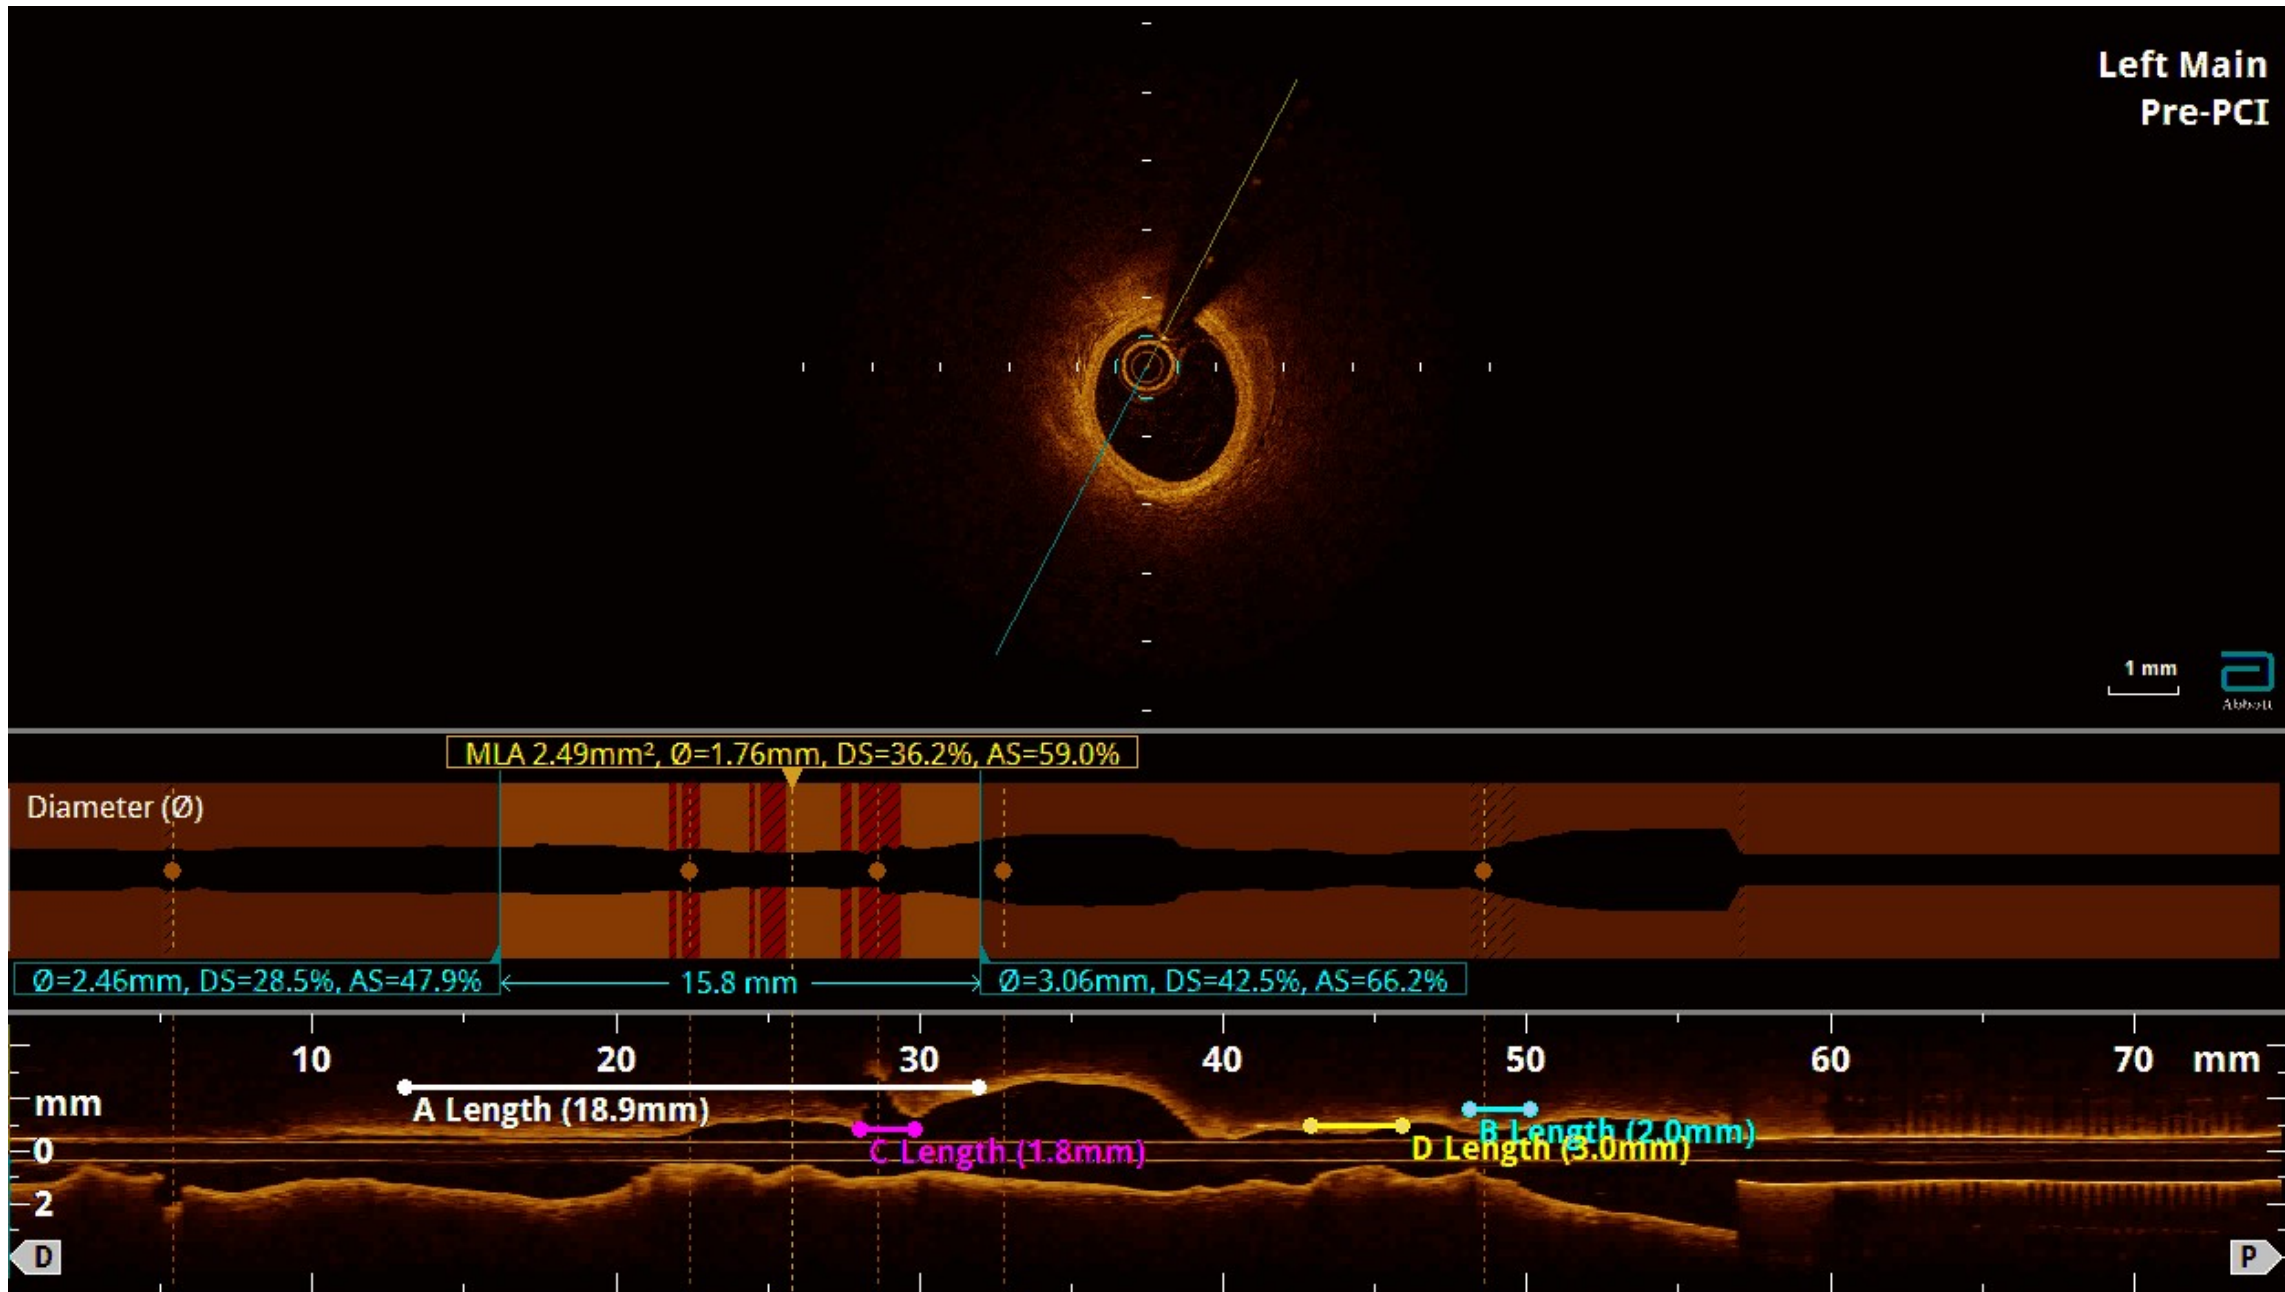 Left Main
Pre-PCI
1 mm
Abbott
MLA 2.49mm², Ø=1.76mm, DS=36.2%, AS=59.0%
Diameter (Ø)
Ø=2.46mm, DS=28.5%, AS=47.9%
15.8 mm
Ø=3.06mm, DS=42.5%, AS=66.2%
10 20 30 40 50 60 70 mm
mm
A Length (18.9mm)
B Length (2.0mm)
0
C Length (1.8mm)
D Length (3.0mm)
2
D
P